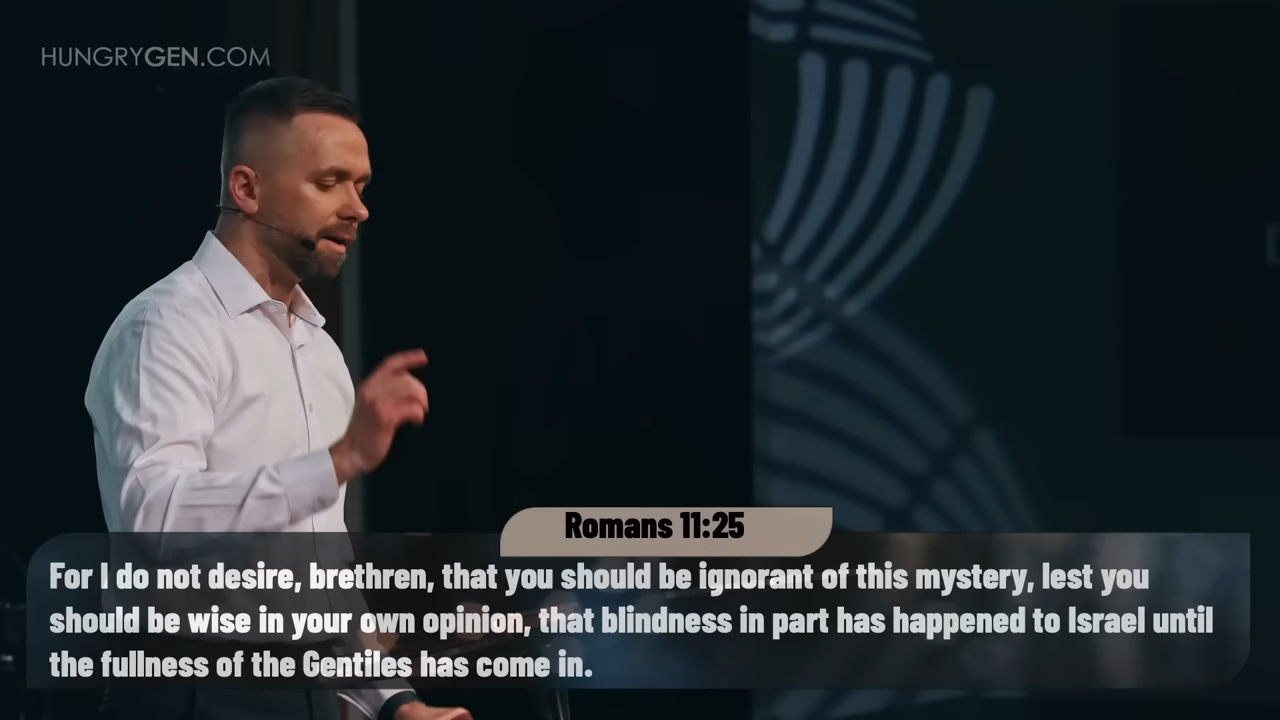 HUNGRYGEN.COM
Romans 11:25
For I do not desire, brethren, that you should be ignorant of this mystery, lest you
should be wise in your own opinion, that blindness in part has happened to Israel until
the fullness of the Gentiles has come in.